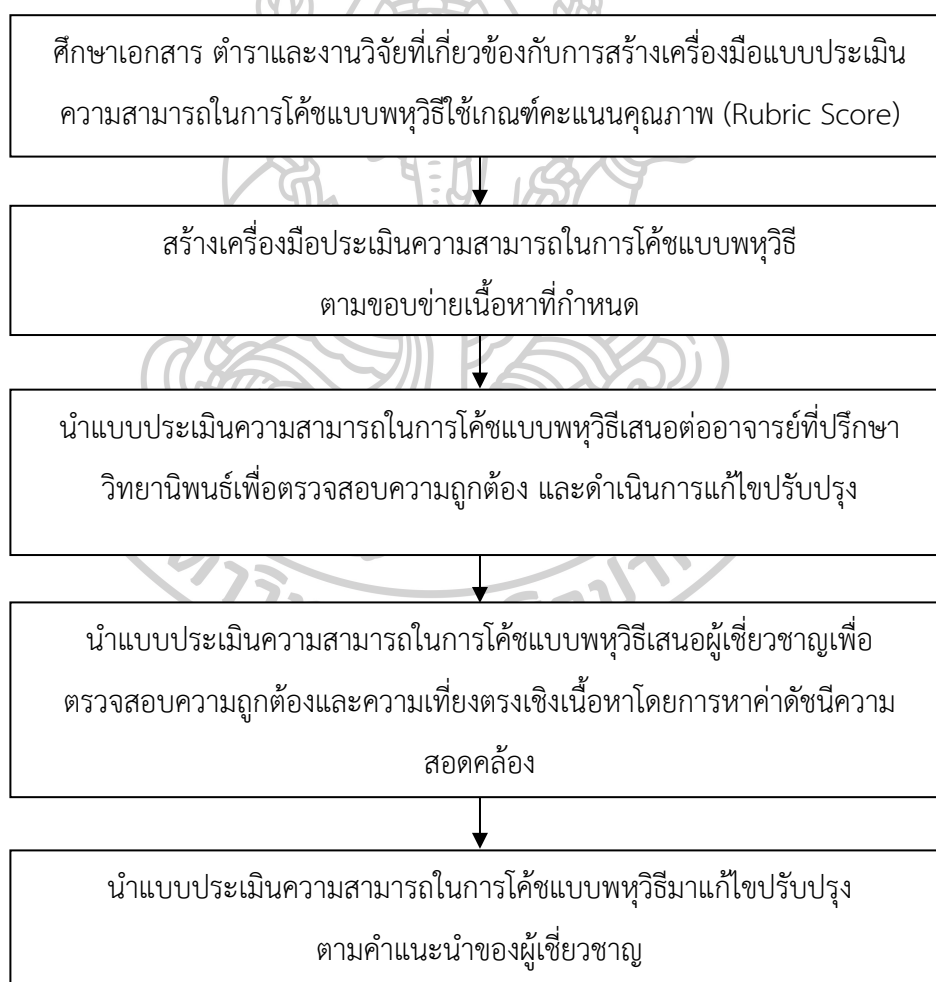 ศึกษาเอกสาร ตำราและงานวิจัยที่เกี่ยวข้องกับการสร้างเครื่องมือแบบประเมิน
ความสามารถในการโค้ชแบบพหุวิธีใช้เกณฑ์คะแนนคุณภาพ (Rubric Score)
สร้างเครื่องมือประเมินความสามารถในการโค้ชแบบพหุวิธี
ตามขอบข่ายเนื้อหาที่กำหนด
นำแบบประเมินความสามารถในการโค้ชแบบพหุวิธีเสนอต่ออาจารย์ที่ปรึกษา
วิทยานิพนธ์เพื่อตรวจสอบความถูกต้อง และดำเนินการแก้ไขปรับปรุง
นำแบบประเมินความสามารถในการโค้ชแบบพหุวิธีเสนอผู้เชี่ยวชาญเพื่อ
ตรวจสอบความถูกต้องและความเที่ยงตรงเชิงเนื้อหาโดยการหาค่าดัชนีความ
สอดคล้อง
นำแบบประเมินความสามารถในการโค้ชแบบพหุวิธีมาแก้ไขปรับปรุง
ตามคำแนะนำของผู้เชี่ยวชาญ